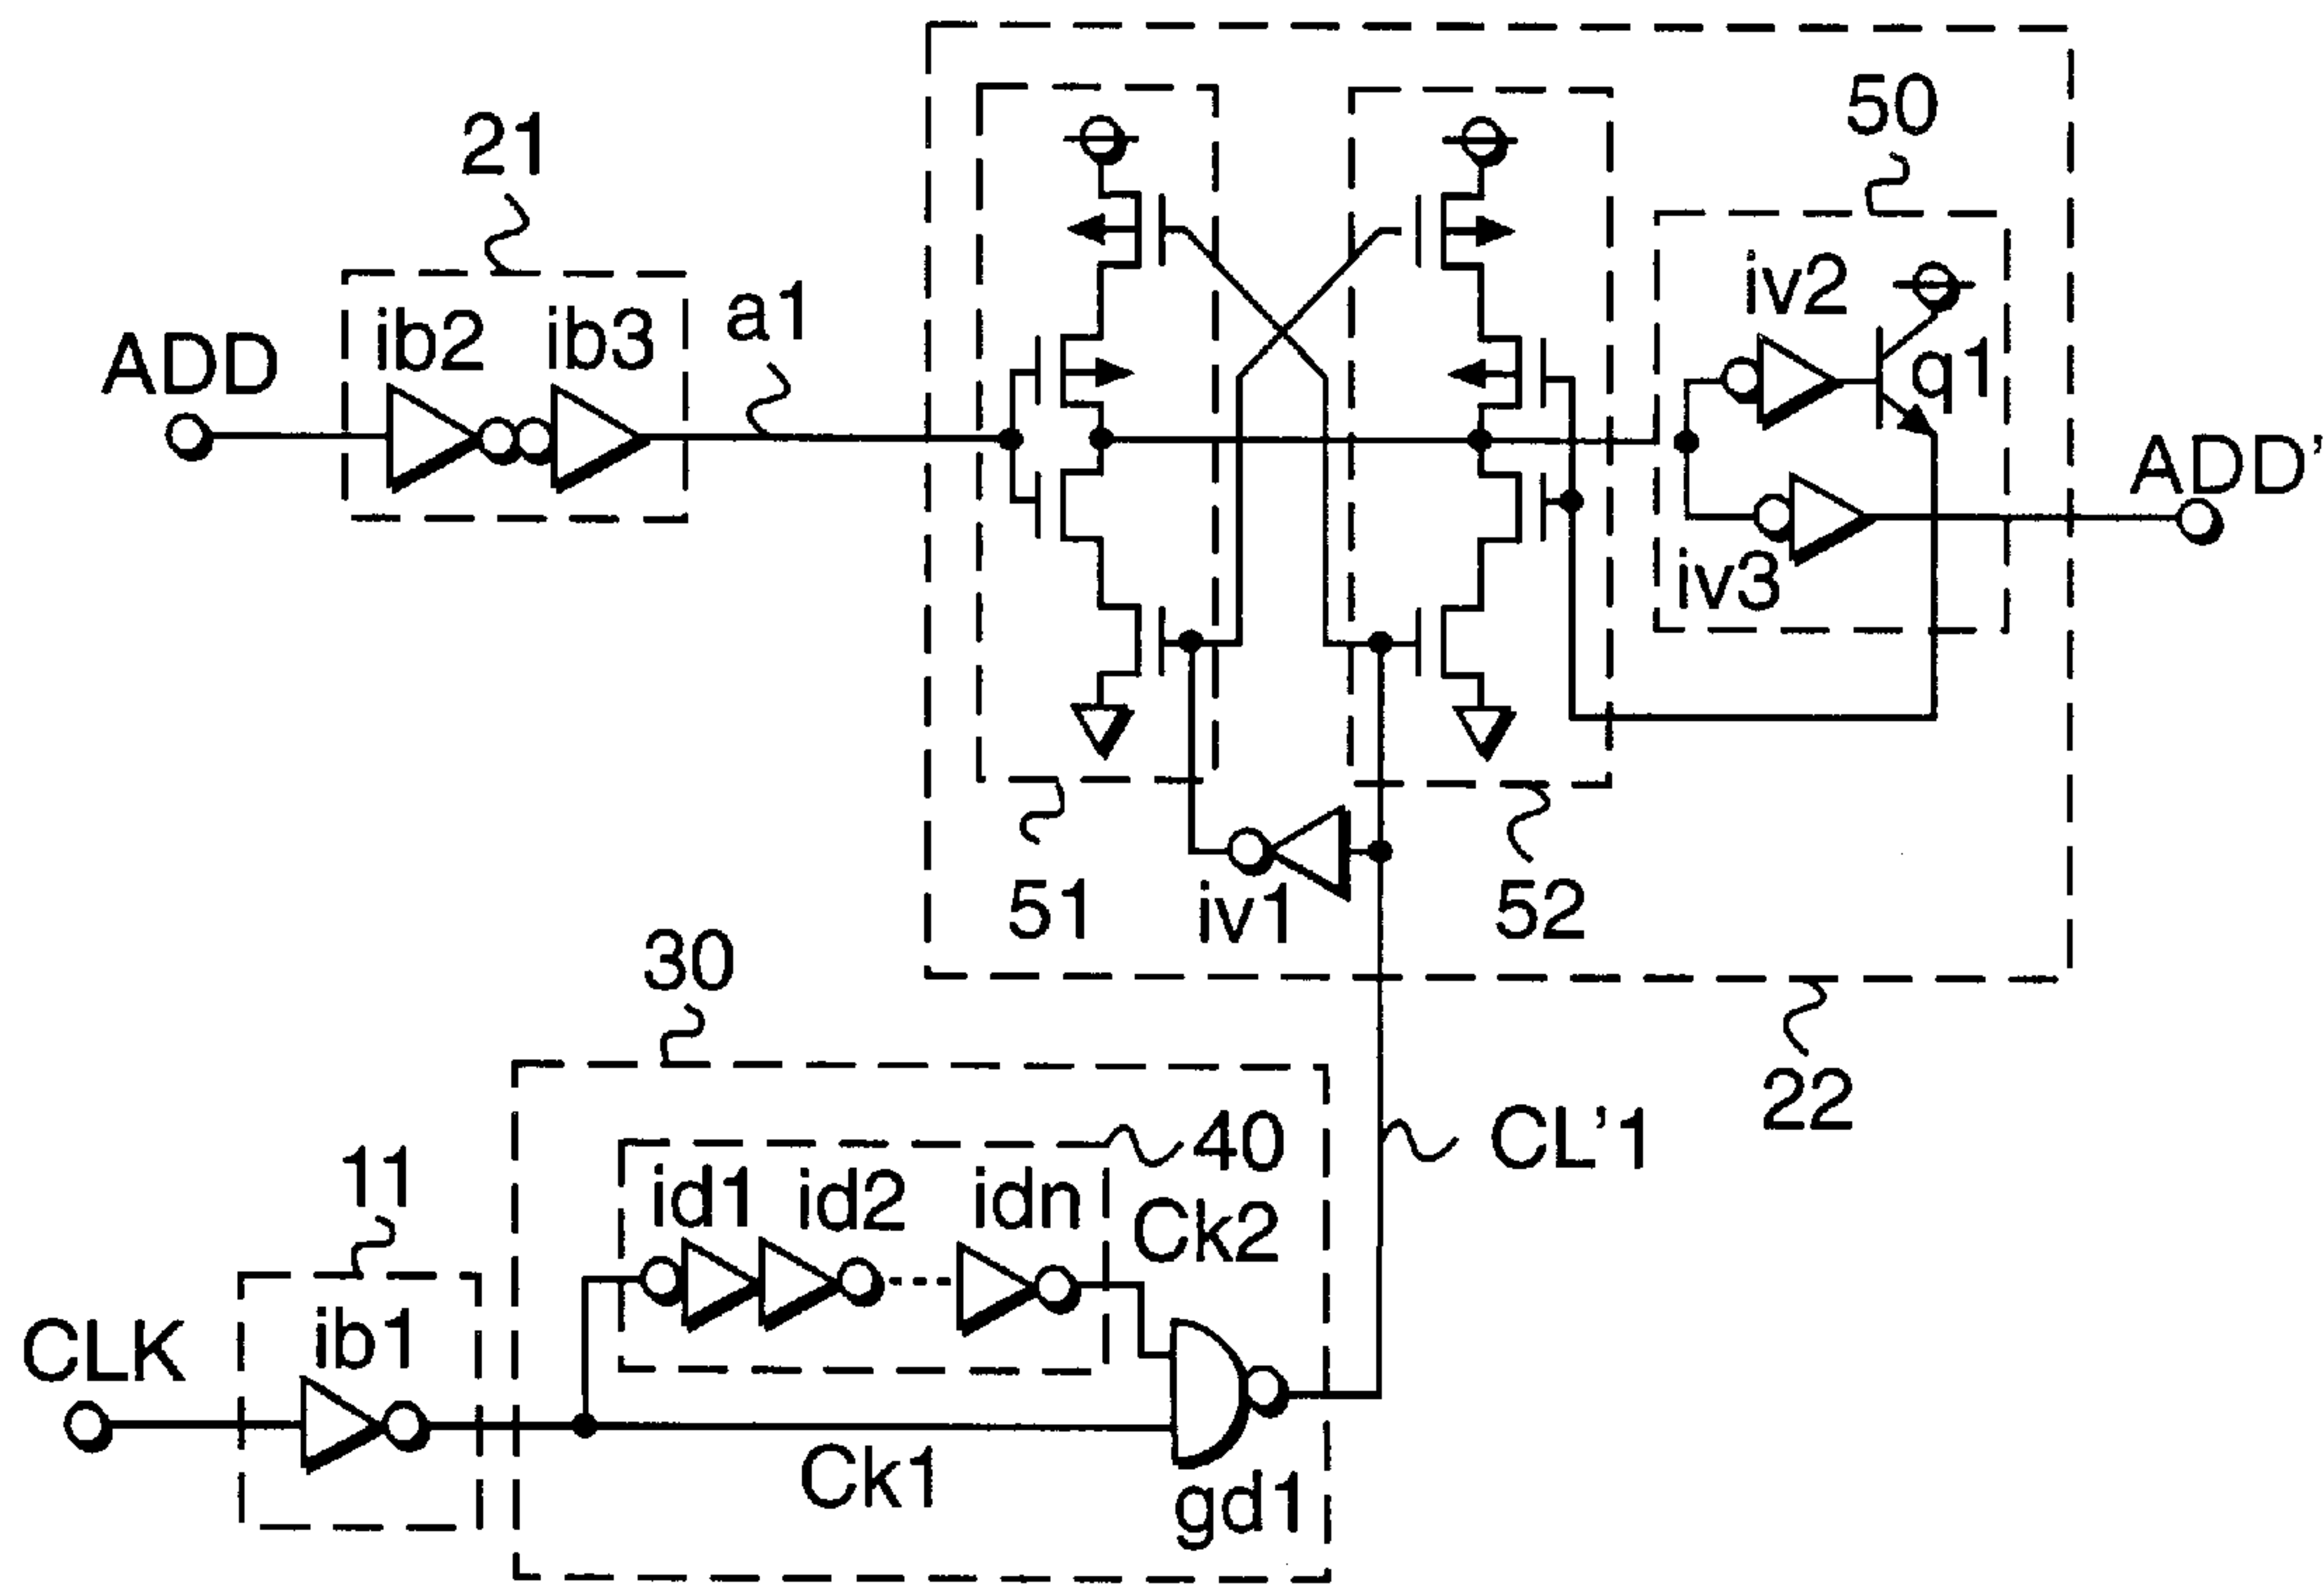 50
21
iv2
ib2
ib3
a1
ADD
q1
ADD'
iv3
51
iv1
52
30
22
40
CL'1
11
id1
id2
idn
Ck2
CLK
ib1
Ck1
gd1